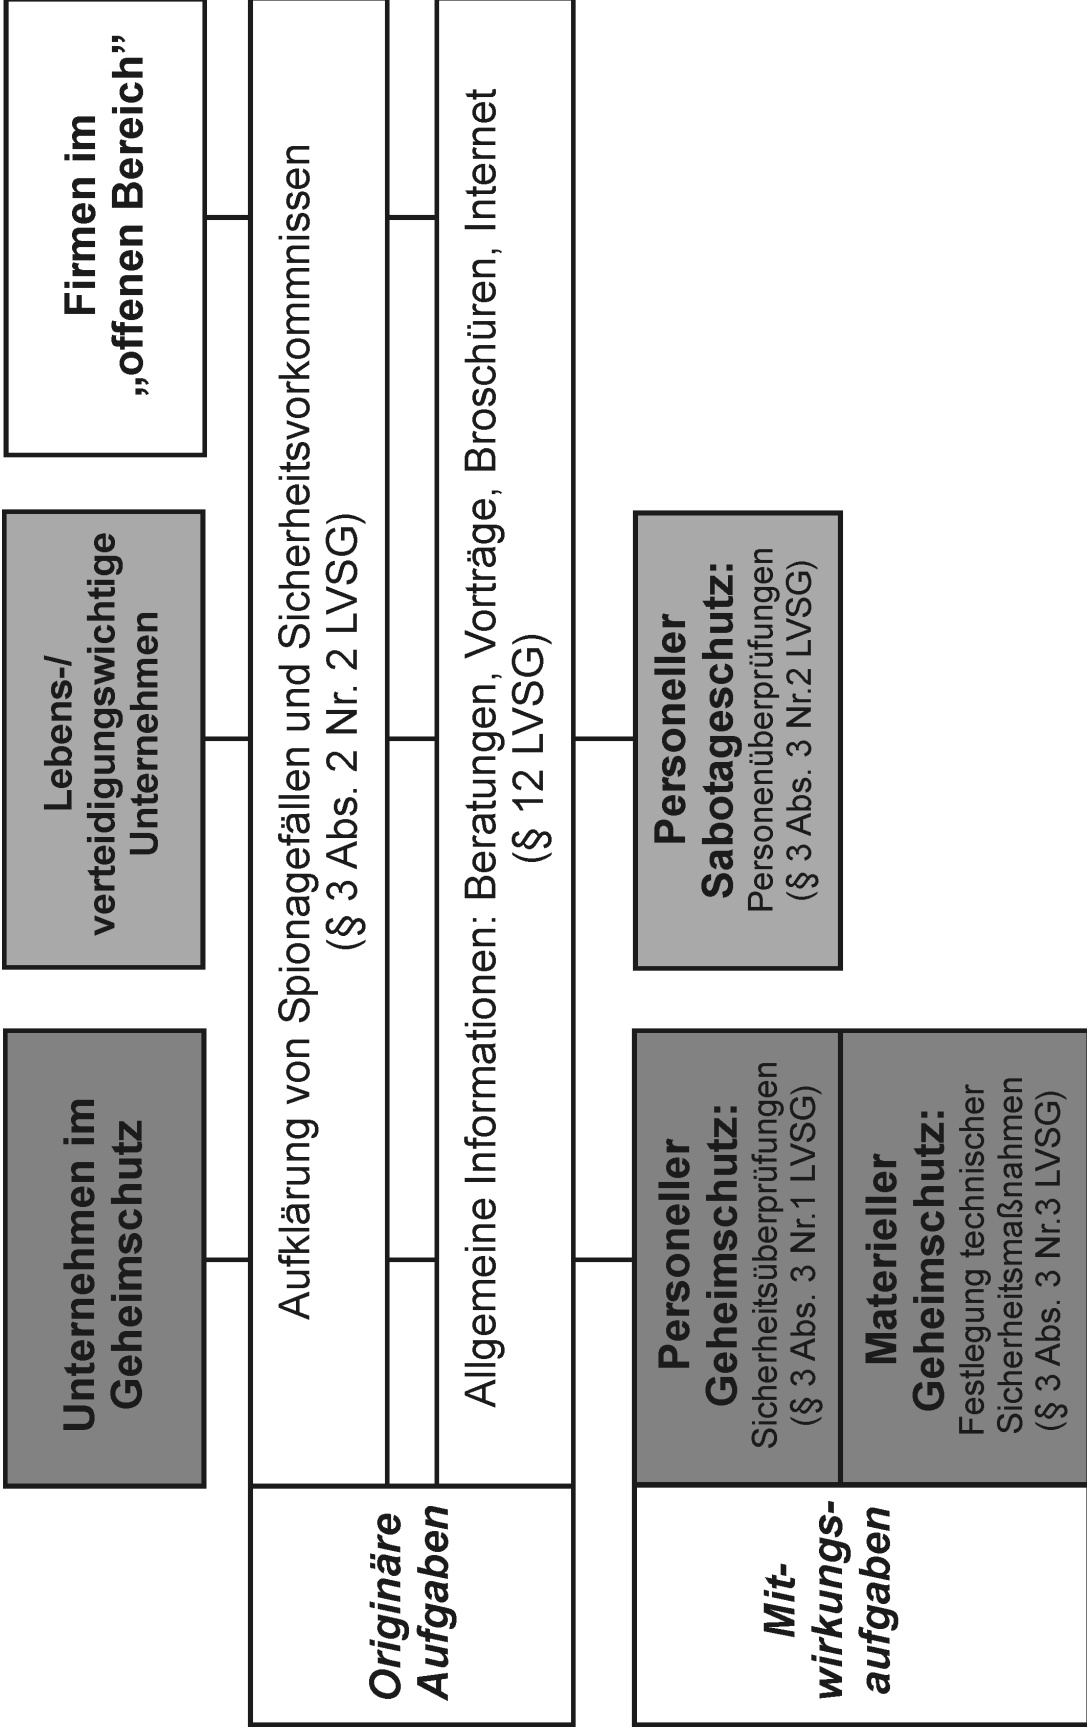 Unternehmen im
Geheimschutz
Lebens-/
verteidigungswichtige
Unternehmen
Firmen im
„offenen Bereich”
Originäre
Aufgaben
Aufklärung von Spionagefällen und Sicherheitsvorkommnissen
(§ 3 Abs. 2 Nr. 2 LVSG)
Allgemeine Informationen: Beratungen, Vorträge, Broschüren, Internet
(§ 12 LVSG)
Mit-
wirkungs-
aufgaben
Personeller
Geheimschutz:
Sicherheitsüberprüfungen
(§ 3 Abs. 3 Nr.1 LVSG)
Materieller
Geheimschutz:
Festlegung technischer
Sicherheitsmaßnahmen
(§ 3 Abs. 3 Nr.3 LVSG)
Personeller
Sabotageschutz:
Personenüberprüfungen
(§ 3 Abs. 3 Nr.2 LVSG)